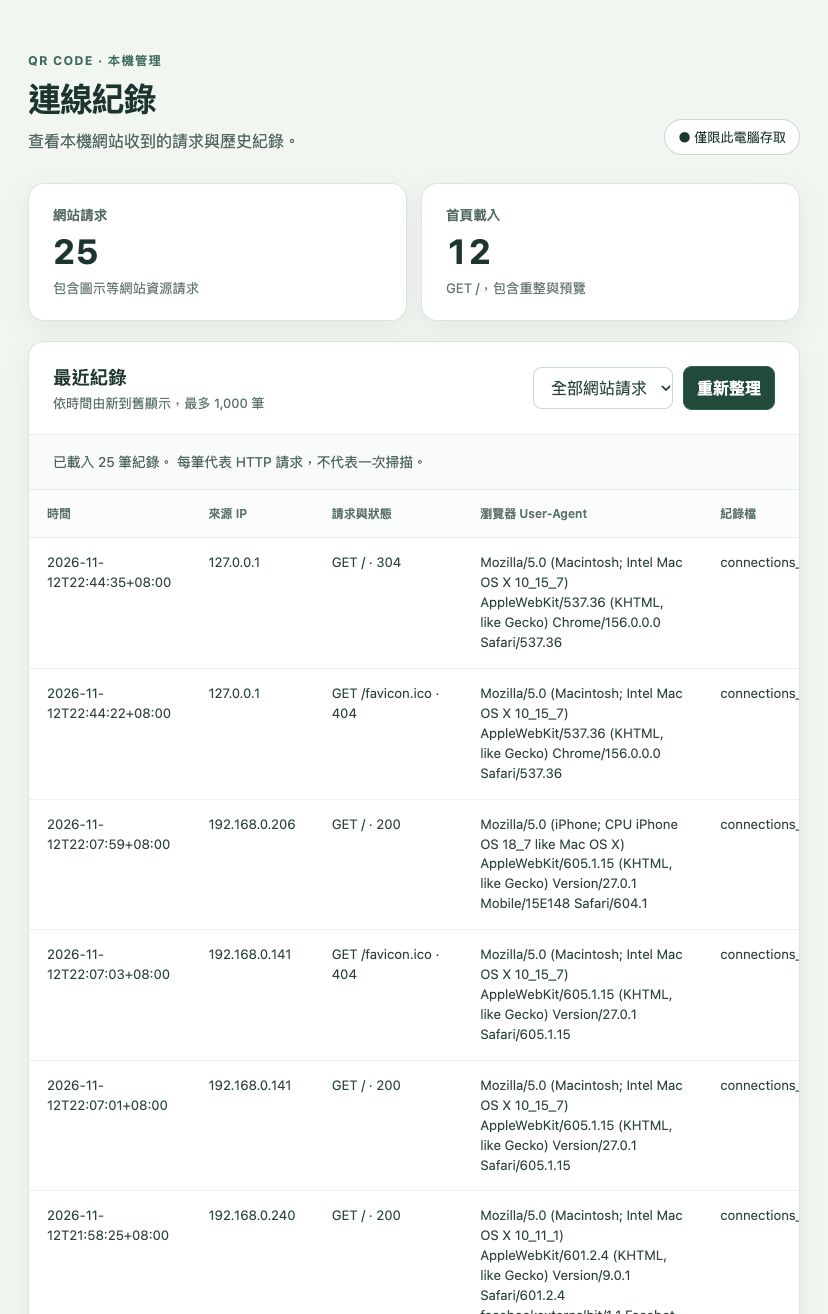 QR CODE · 本機管理
連線紀錄
查看本機網站收到的請求與歷史紀錄。
● 僅限此電腦存取
網站請求
25
包含圖示等網站資源請求
首頁載入
12
GET /，包含重整與預覽
最近紀錄
依時間由新到舊顯示，最多 1,000 筆
全部網站請求
重新整理
已載入 25 筆紀錄。 每筆代表 HTTP 請求，不代表一次掃描。
時間 來源 IP 請求與狀態 瀏覽器 User-Agent 紀錄檔
2026-11-
12T22:44:35+08:00
127.0.0.1
GET / · 304
Mozilla/5.0 (Macintosh; Intel Mac
OS X 10_15_7)
AppleWebKit/537.36 (KHTML,
like Gecko) Chrome/156.0.0.0
Safari/537.36
connections_
2026-11-
12T22:44:22+08:00
127.0.0.1
GET /favicon.ico ·
404
Mozilla/5.0 (Macintosh; Intel Mac
OS X 10_15_7)
AppleWebKit/537.36 (KHTML,
like Gecko) Chrome/156.0.0.0
Safari/537.36
connections_
2026-11-
12T22:07:59+08:00
192.168.0.206
GET / · 200
Mozilla/5.0 (iPhone; CPU iPhone
OS 18_7 like Mac OS X)
AppleWebKit/605.1.15 (KHTML,
like Gecko) Version/27.0.1
Mobile/15E148 Safari/604.1
connections_
2026-11-
12T22:07:03+08:00
192.168.0.141
GET /favicon.ico ·
404
Mozilla/5.0 (Macintosh; Intel Mac
OS X 10_15_7)
AppleWebKit/605.1.15 (KHTML,
like Gecko) Version/27.0.1
Safari/605.1.15
connections_
2026-11-
12T22:07:01+08:00
192.168.0.141
GET / · 200
Mozilla/5.0 (Macintosh; Intel Mac
OS X 10_15_7)
AppleWebKit/605.1.15 (KHTML,
like Gecko) Version/27.0.1
Safari/605.1.15
connections_
2026-11-
12T21:58:25+08:00
192.168.0.240
GET / · 200
Mozilla/5.0 (Macintosh; Intel Mac
OS X 10_11_1)
AppleWebKit/601.2.4 (KHTML,
like Gecko) Version/9.0.1
Safari/601.2.4
connections_